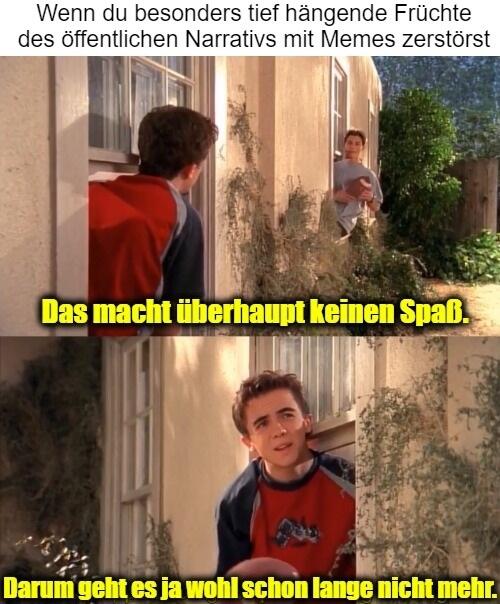 Wenn du besonders tief hängende Früchte
des öffentlichen Narrativs mit Memes zerstörst
Das macht überhaupt keinen Spaß.
Darum geht es ja wohl schon lange nicht mehr.